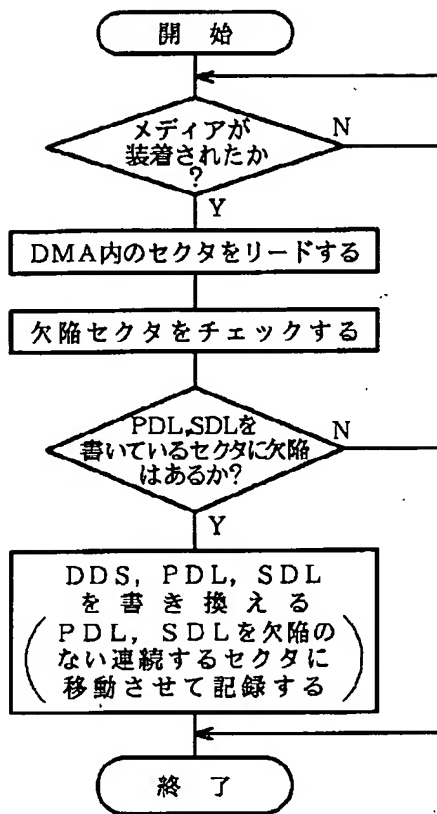 開 始
メディアが
装着されたか
?
N
Y
DMA内のセクタをリードする
欠陥セクタをチェックする
PDL,SDLを
書いているセクタに欠陥
はあるか?
N
Y
DDS, PDL, SDL
を書き換える
(PDL, SDLを欠陥の
ない連続するセクタに
移動させて記録する)
終 了